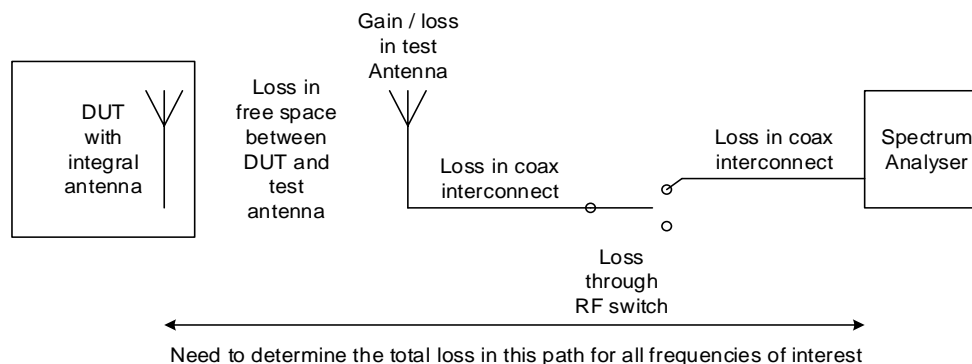 Gain / loss
in test
Antenna
DUT
with
integral
antenna
Loss in
free space
between
DUT and
test
antenna
Loss in coax
interconnect
Loss in coax
interconnect
Spectrum
Analyser
Loss
through
RF switch
Need to determine the total loss in this path for all frequencies of interest